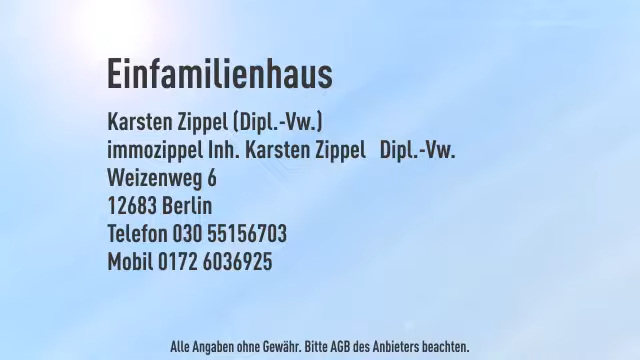 Einfamilienhaus
Karsten Zippel (Dipl.-Vw.)
immozippel Inh. Karsten Zippel Dipl.-Vw.
Weizenweg 6
12683 Berlin
Telefon 030 55156703
Mobil 0172 6036925
Alle Angaben ohne Gewähr. Bitte AGB des Anbieters beachten.